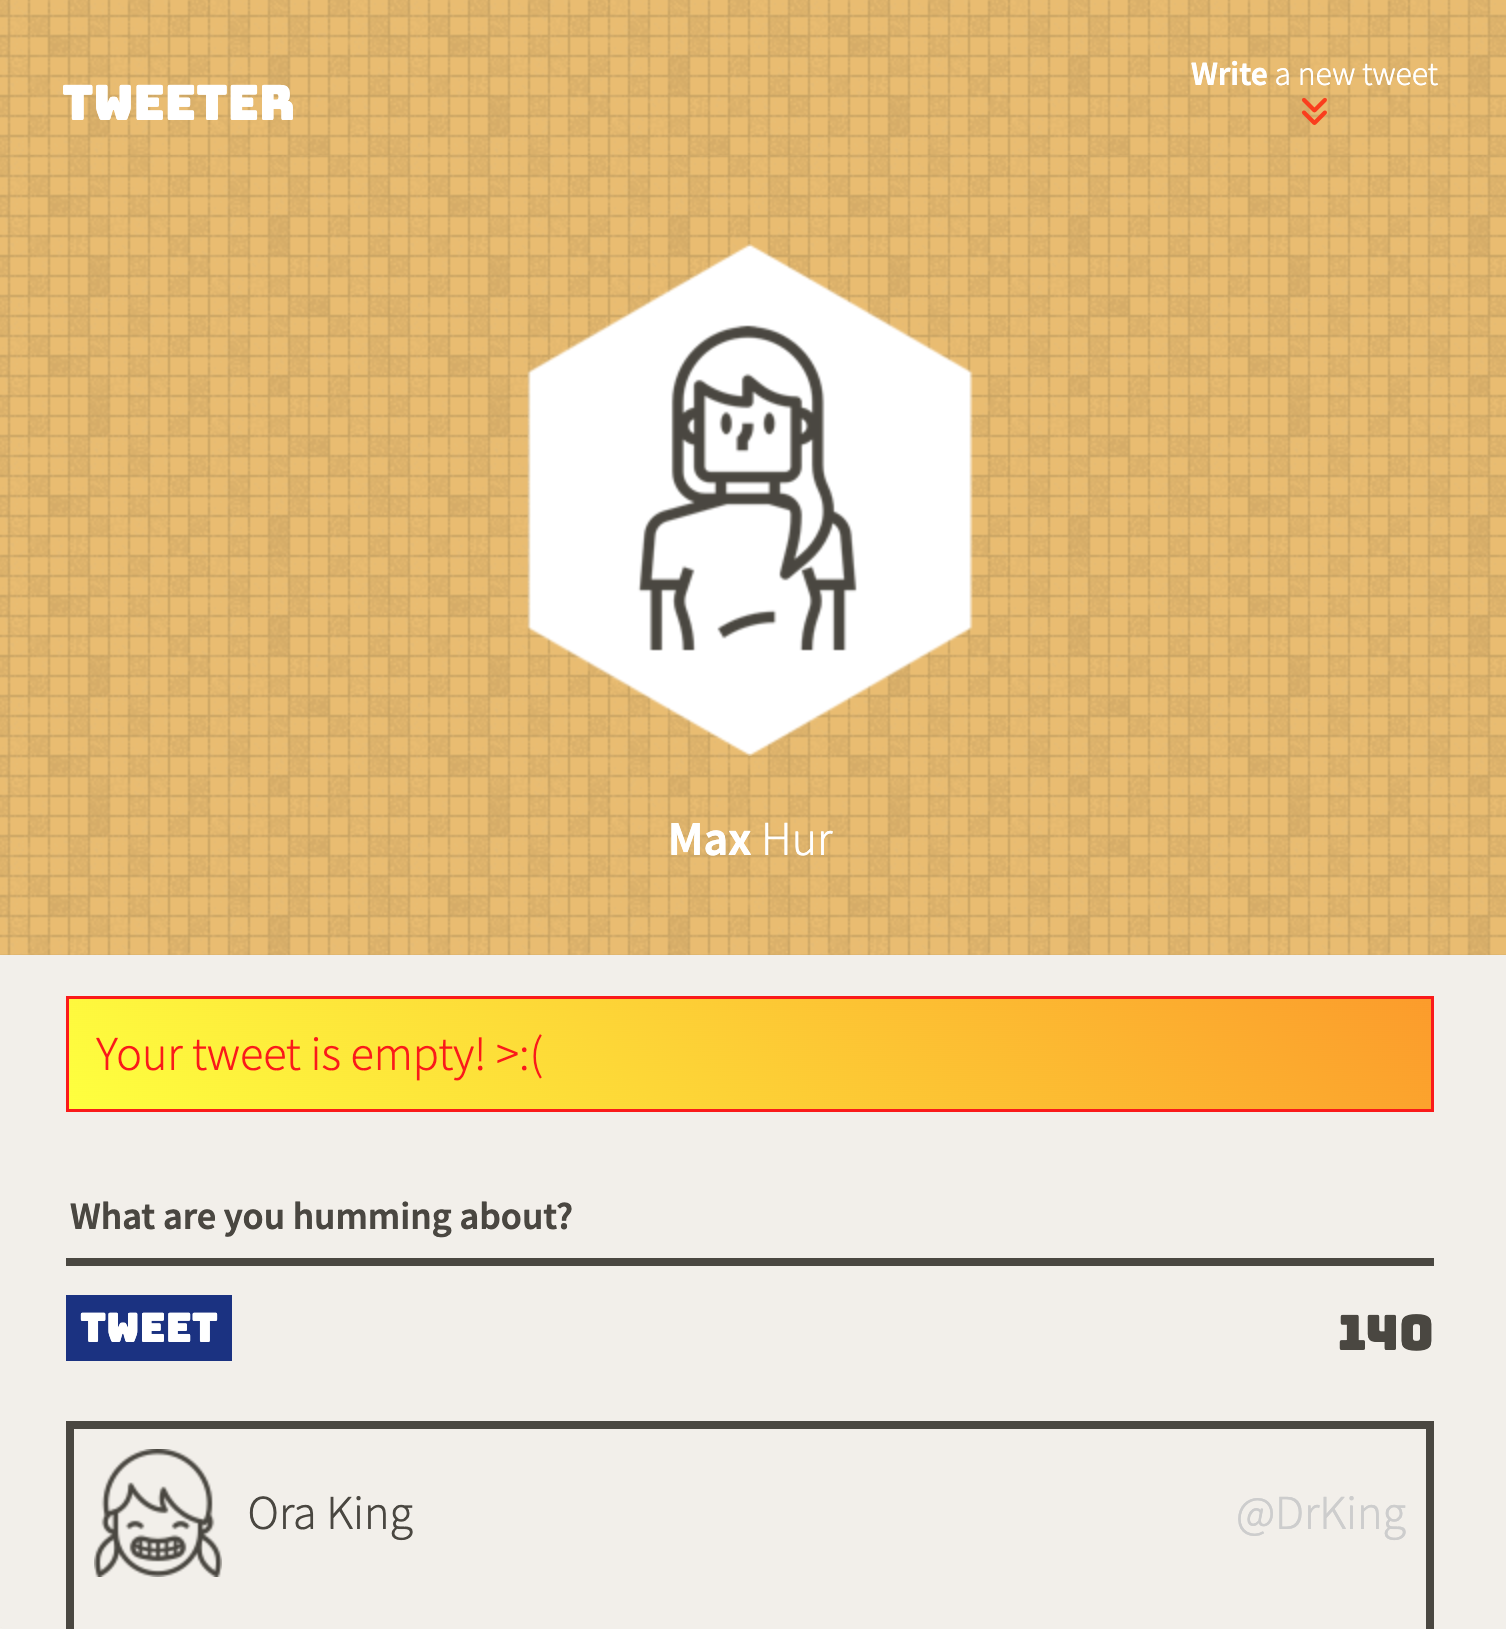 TWEETER
Write a new tweet
Max Hur
Your tweet is empty! >:(
What are you humming about?
TWEET
140
Ora King
@DrKing